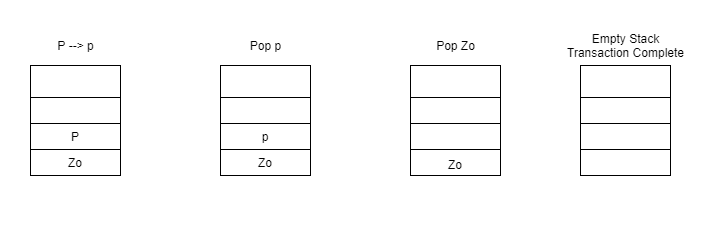 P --> p
Pop p
Pop Zo
Empty Stack
Transaction Complete
P
Zo
p
Zo
Zo